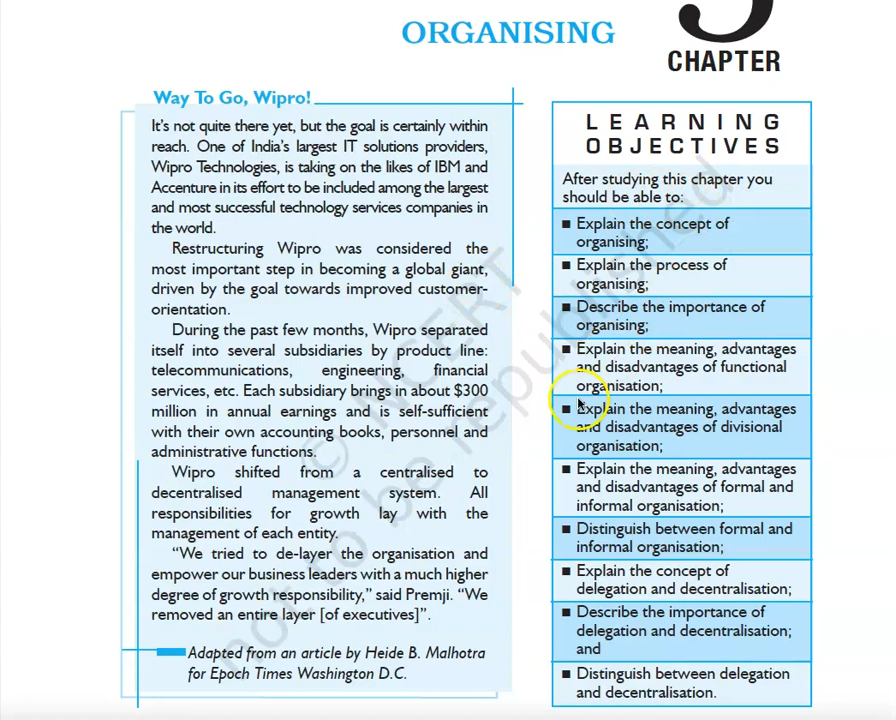 ORGANISING
CHAPTER
Way To Go, Wipro!
It's not quite there yet, but the goal is certainly within
reach. One of India's largest IT solutions providers,
Wipro Technologies, is taking on the likes of IBM and
Accenture in its effort to be included among the largest
and most successful technology services companies in
the world.
Restructuring Wipro was considered the
most important step in becoming a global giant,
driven by the goal towards improved customer-
orientation.
During the past few months, Wipro separated
itself into several subsidiaries by product line:
telecommunications, engineering, financial
services, etc. Each subsidiary brings in about $300
million in annual earnings and is self-sufficient
with their own accounting books, personnel and
administrative functions.
Wipro shifted from a centralised to
decentralised management system. All
responsibilities for growth lay with the
management of each entity.
“We tried to de-layer the organisation and
empower our business leaders with a much higher
degree of growth responsibility,” said Premji. “We
removed an entire layer [of executives]”.
Adapted from an article by Heide B. Malhotra
for Epoch Times Washington D.C.
LEARNING
OBJECTIVES
After studying this chapter you
should be able to:
■ Explain the concept of
organising;
■ Explain the process of
organising;
■ Describe the importance of
organising;
■ Explain the meaning, advantages
and disadvantages of functional
organisation;
■ Explain the meaning, advantages
and disadvantages of divisional
organisation;
■ Explain the meaning, advantages
and disadvantages of formal and
informal organisation;
■ Distinguish between formal and
informal organisation;
■ Explain the concept of
delegation and decentralisation;
■ Describe the importance of
delegation and decentralisation;
and
■ Distinguish between delegation
and decentralisation.
© NCERT
not to be republished